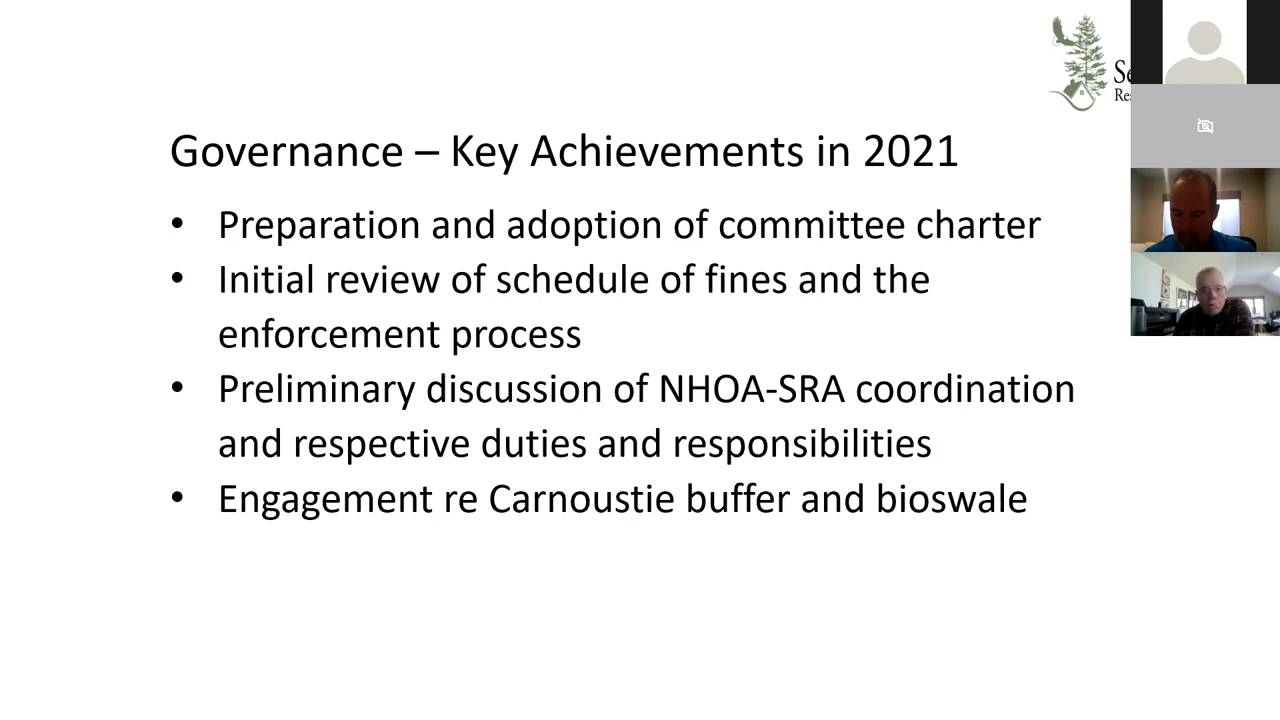 Governance – Key Achievements in 2021
• Preparation and adoption of committee charter
• Initial review of schedule of fines and the
enforcement process
• Preliminary discussion of NHOA-SRA coordination
and respective duties and responsibilities
• Engagement re Carnoustie buffer and bioswale